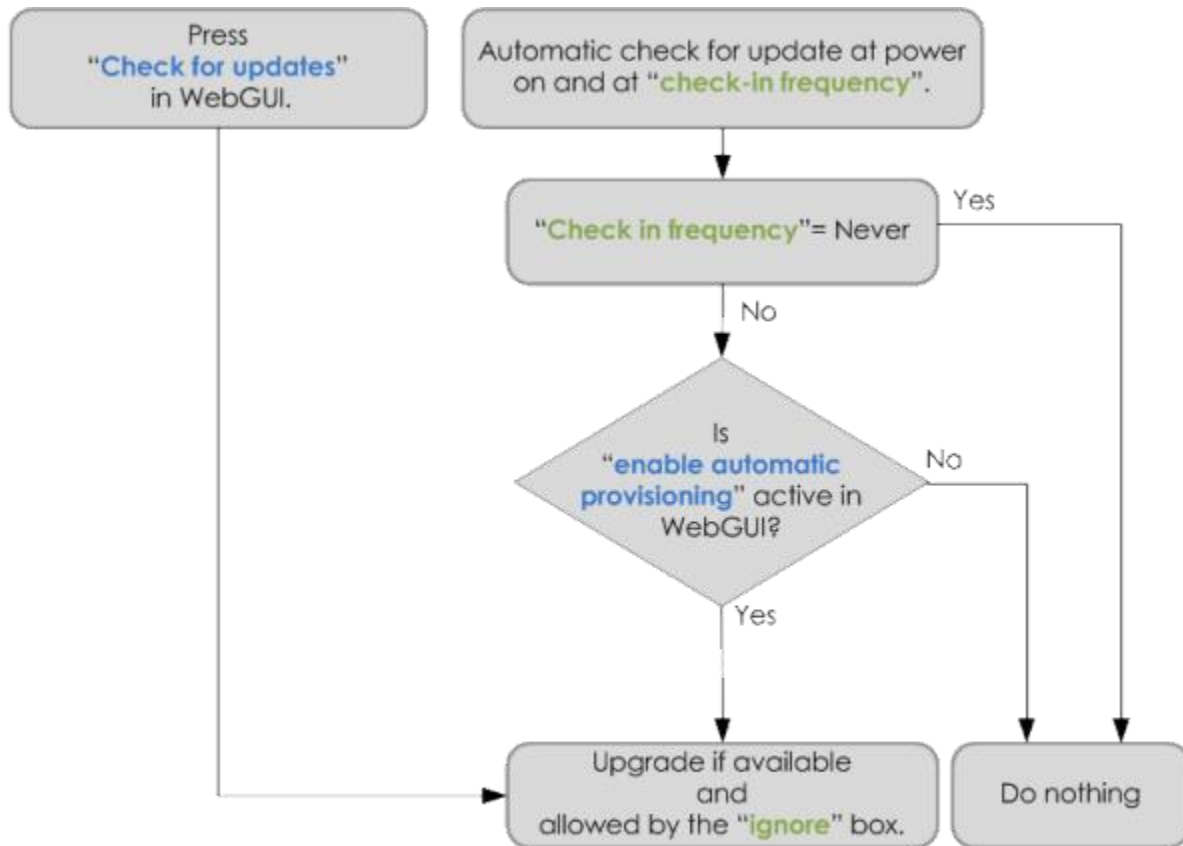 Press
“Check for updates”
in WebGUI.
Automatic check for update at power
on and at “check-in frequency”.
“Check in frequency”= Never
Yes
No
Is
“enable automatic
provisioning” active in
WebGUI?
No
Yes
Upgrade if available
and
allowed by the “ignore” box.
Do nothing